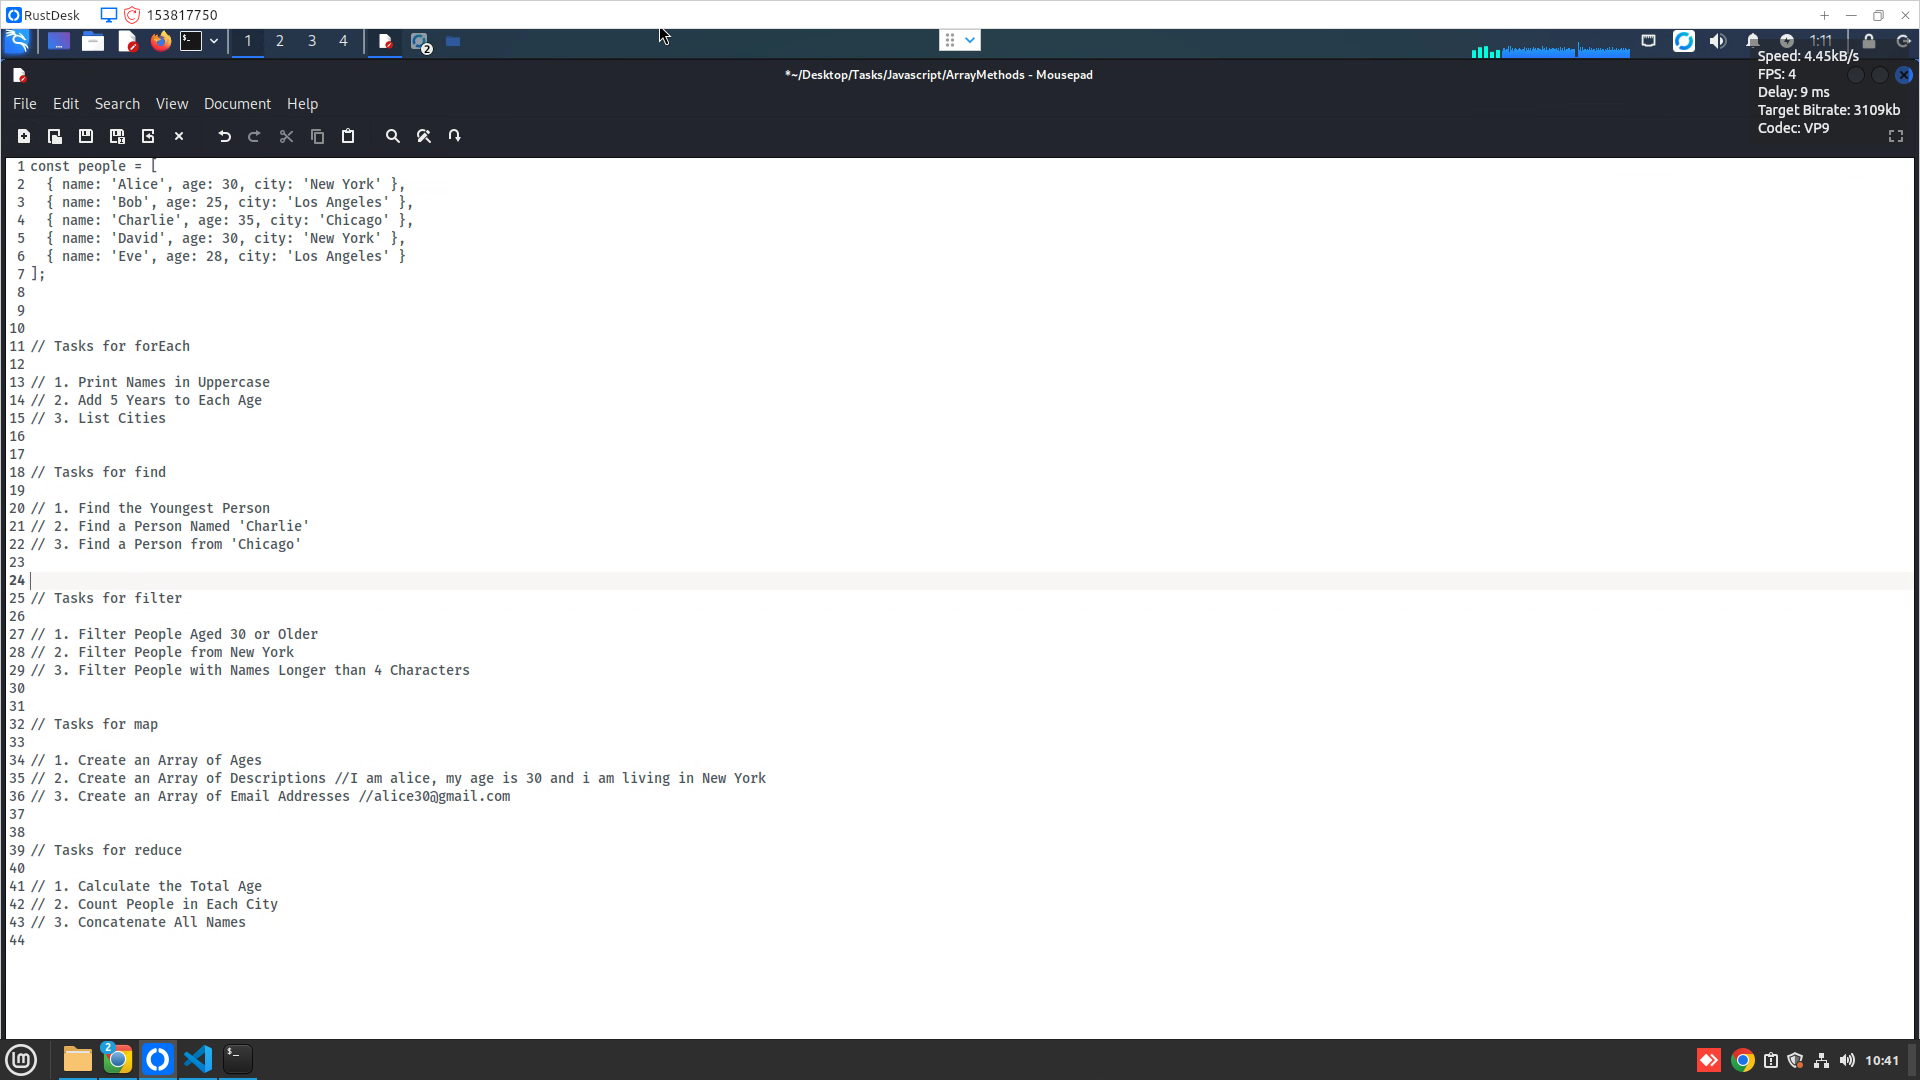 RustDesk 153817750
1 2 3 4 2 1:11
*~/Desktop/Tasks/Javascript/ArrayMethods - Mousepad
Speed: 4.45kB/s
FPS: 4
Delay: 9 ms
Target Bitrate: 3109kb
Codec: VP9
File Edit Search View Document Help
1 const people = [
2   { name: 'Alice', age: 30, city: 'New York' },
3   { name: 'Bob', age: 25, city: 'Los Angeles' },
4   { name: 'Charlie', age: 35, city: 'Chicago' },
5   { name: 'David', age: 30, city: 'New York' },
6   { name: 'Eve', age: 28, city: 'Los Angeles' }
7 ];
8
9
10
11 // Tasks for forEach
12
13 // 1. Print Names in Uppercase
14 // 2. Add 5 Years to Each Age
15 // 3. List Cities
16
17
18 // Tasks for find
19
20 // 1. Find the Youngest Person
21 // 2. Find a Person Named 'Charlie'
22 // 3. Find a Person from 'Chicago'
23
24
25 // Tasks for filter
26
27 // 1. Filter People Aged 30 or Older
28 // 2. Filter People from New York
29 // 3. Filter People with Names Longer than 4 Characters
30
31
32 // Tasks for map
33
34 // 1. Create an Array of Ages
35 // 2. Create an Array of Descriptions //I am alice, my age is 30 and i am living in New York
36 // 3. Create an Array of Email Addresses //alice30@gmail.com
37
38
39 // Tasks for reduce
40
41 // 1. Calculate the Total Age
42 // 2. Count People in Each City
43 // 3. Concatenate All Names
44
2 10:41